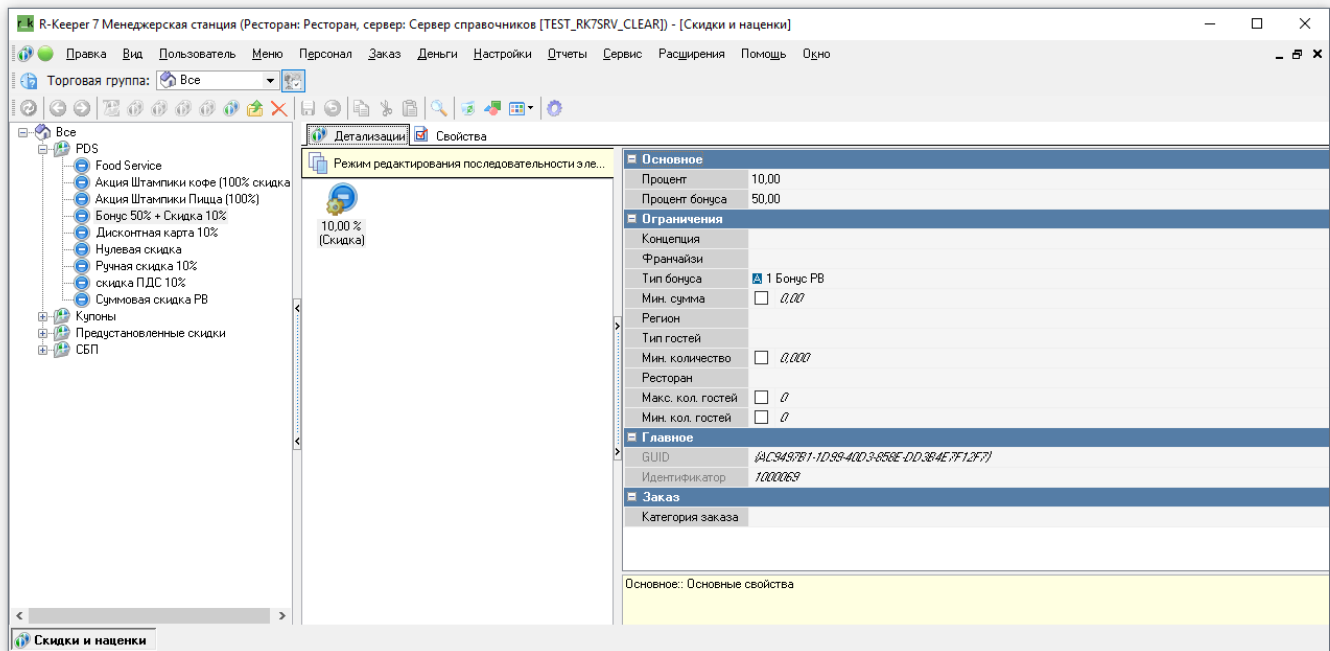 R-Keeper 7 Менеджерская станция (Ресторан: Ресторан, сервер: Сервер справочников [TEST_RK7SRV_CLEAR]) - [Скидки и наценки]
Правка Вид Пользователь Меню Персонал Заказ Деньги Настройки Отчеты Сервис Расширения Помощь Окно
Торговая группа: Все
Все
PDS
Food Service
Акция Штампики кофе (100% скидка
Акция Штампики Пицца (100%)
Бонус 50% + Скидка 10%
Дисконтная карта 10%
Нулевая скидка
Ручная скидка 10%
скидка ПДС 10%
Суммовая скидка РВ
Купоны
Предустановленные скидки
СБП
Детализации Свойства
Режим редактирования последовательности эле...
10,00 %
(Скидка)
Основное
Процент 10,00
Процент бонуса 50,00
Ограничения
Концепция
Франчайзи
Тип бонуса 1 Бонус РВ
Мин. сумма 0,00
Регион
Тип гостей
Мин. количество 0,000
Ресторан
Макс. кол. гостей 0
Мин. кол. гостей 0
Главное
GUID {AC9497B1-1D99-40D3-858E-DD3B4E7F12F7}
Идентификатор 1000069
Заказ
Категория заказа
Основное:: Основные свойства
Скидки и наценки